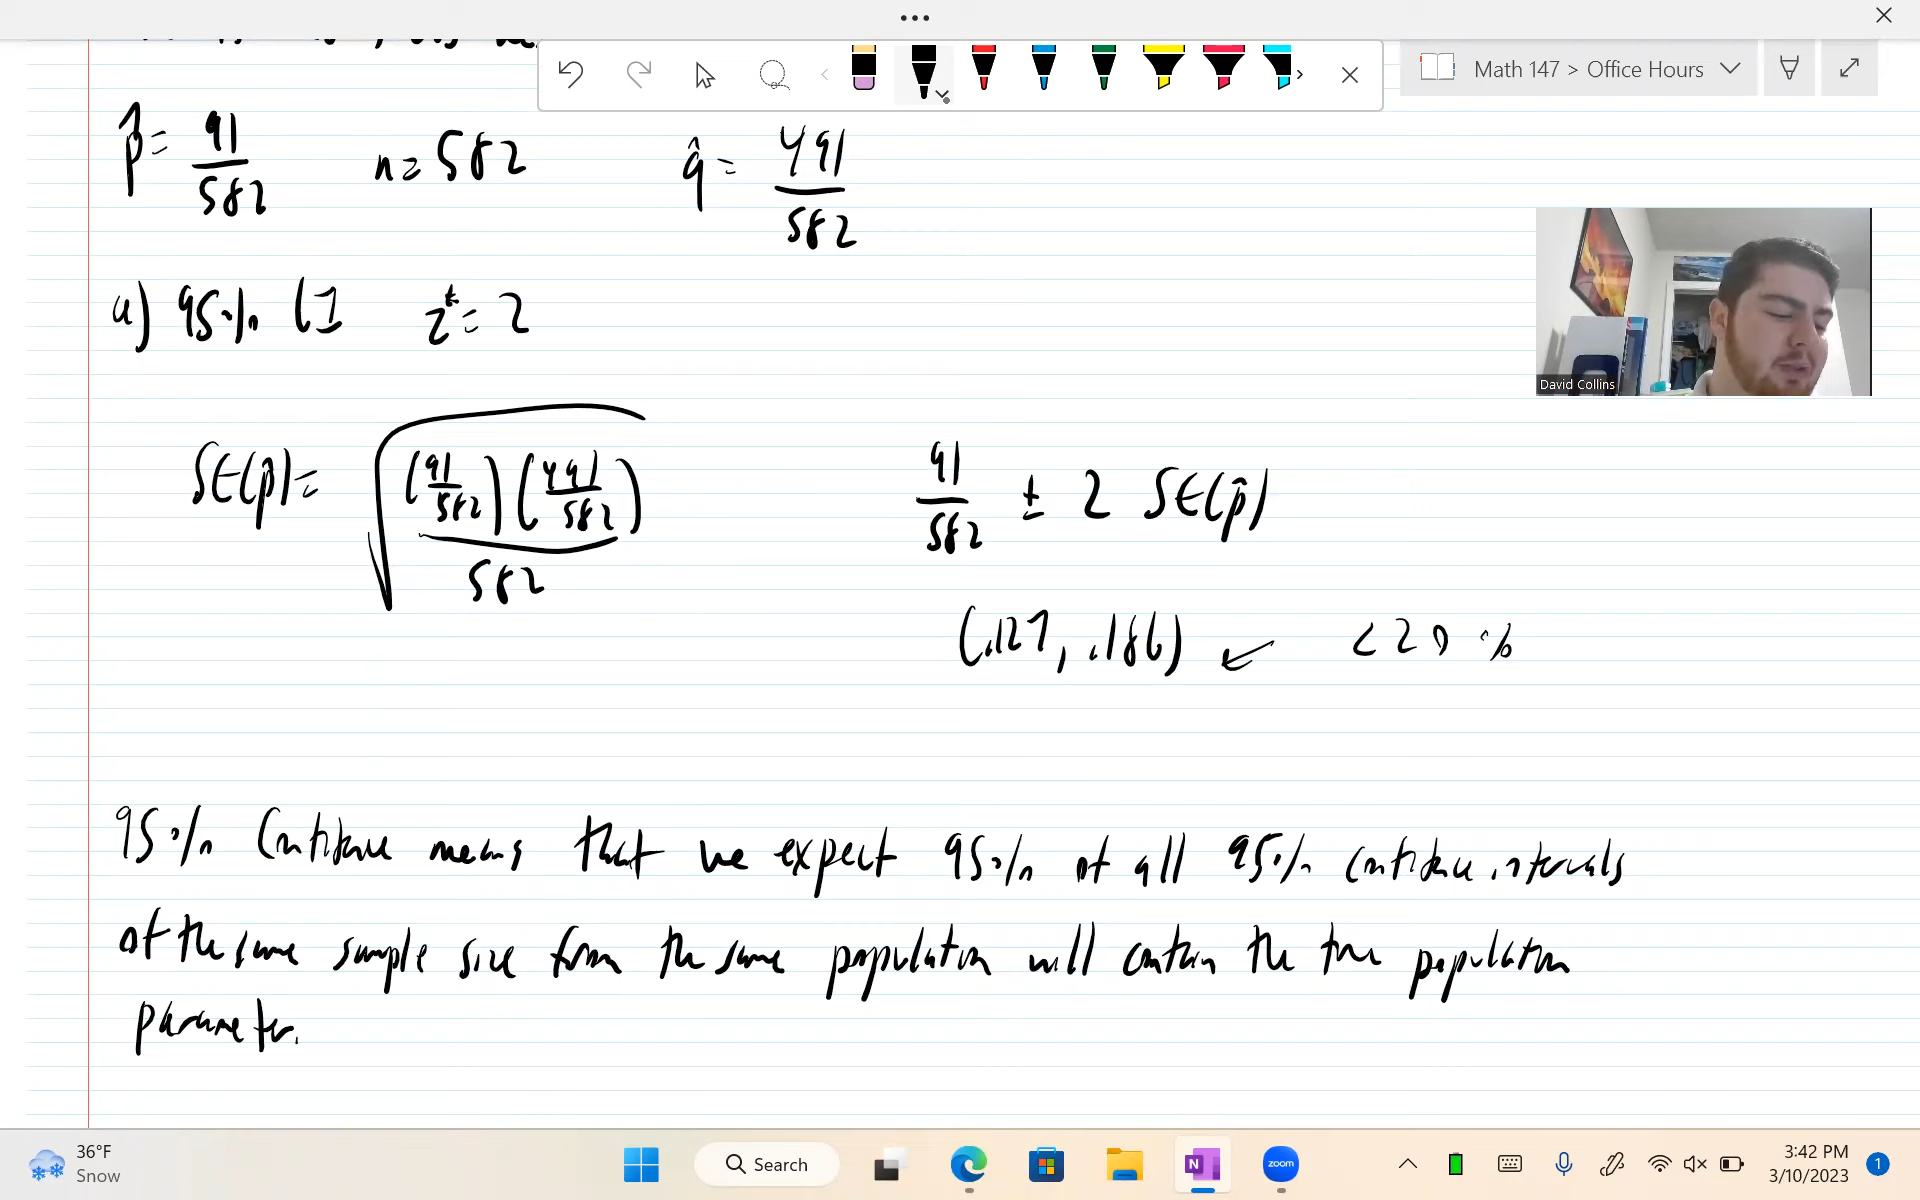 Math 147 > Office Hours
p̂ = 91/582 n = 582 q̂ = 491/582
a) 95% CI z* = 2
David Collins
SE(p̂) = √((91/582)(491/582)/582)
91/582 ± 2 SE(p̂)
(.127, .186) ← < 20 %
95% Confidence means that we expect 95% of all 95% confidence intervals
of the same sample size from the same population will contain the true population
parameter.
36°F
Snow
Search
N
zoom
3:42 PM
3/10/2023
1